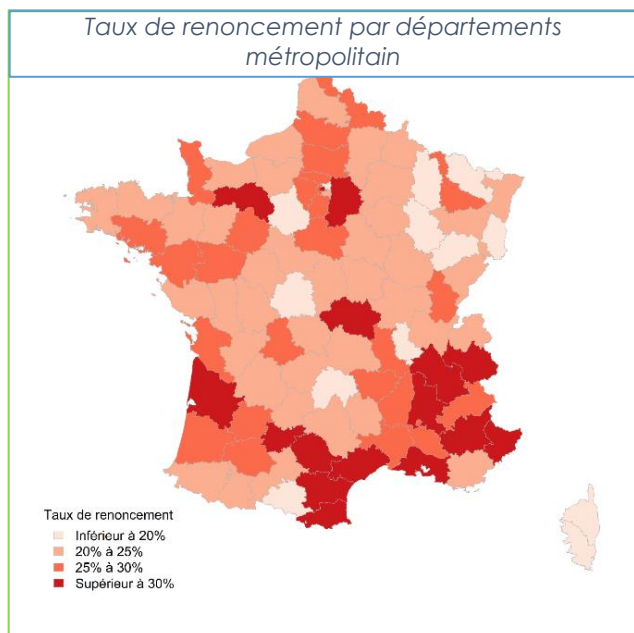 Taux de renoncement par départements
métropolitain
Taux de renoncement
Inférieur à 20%
20% à 25%
25% à 30%
Supérieur à 30%